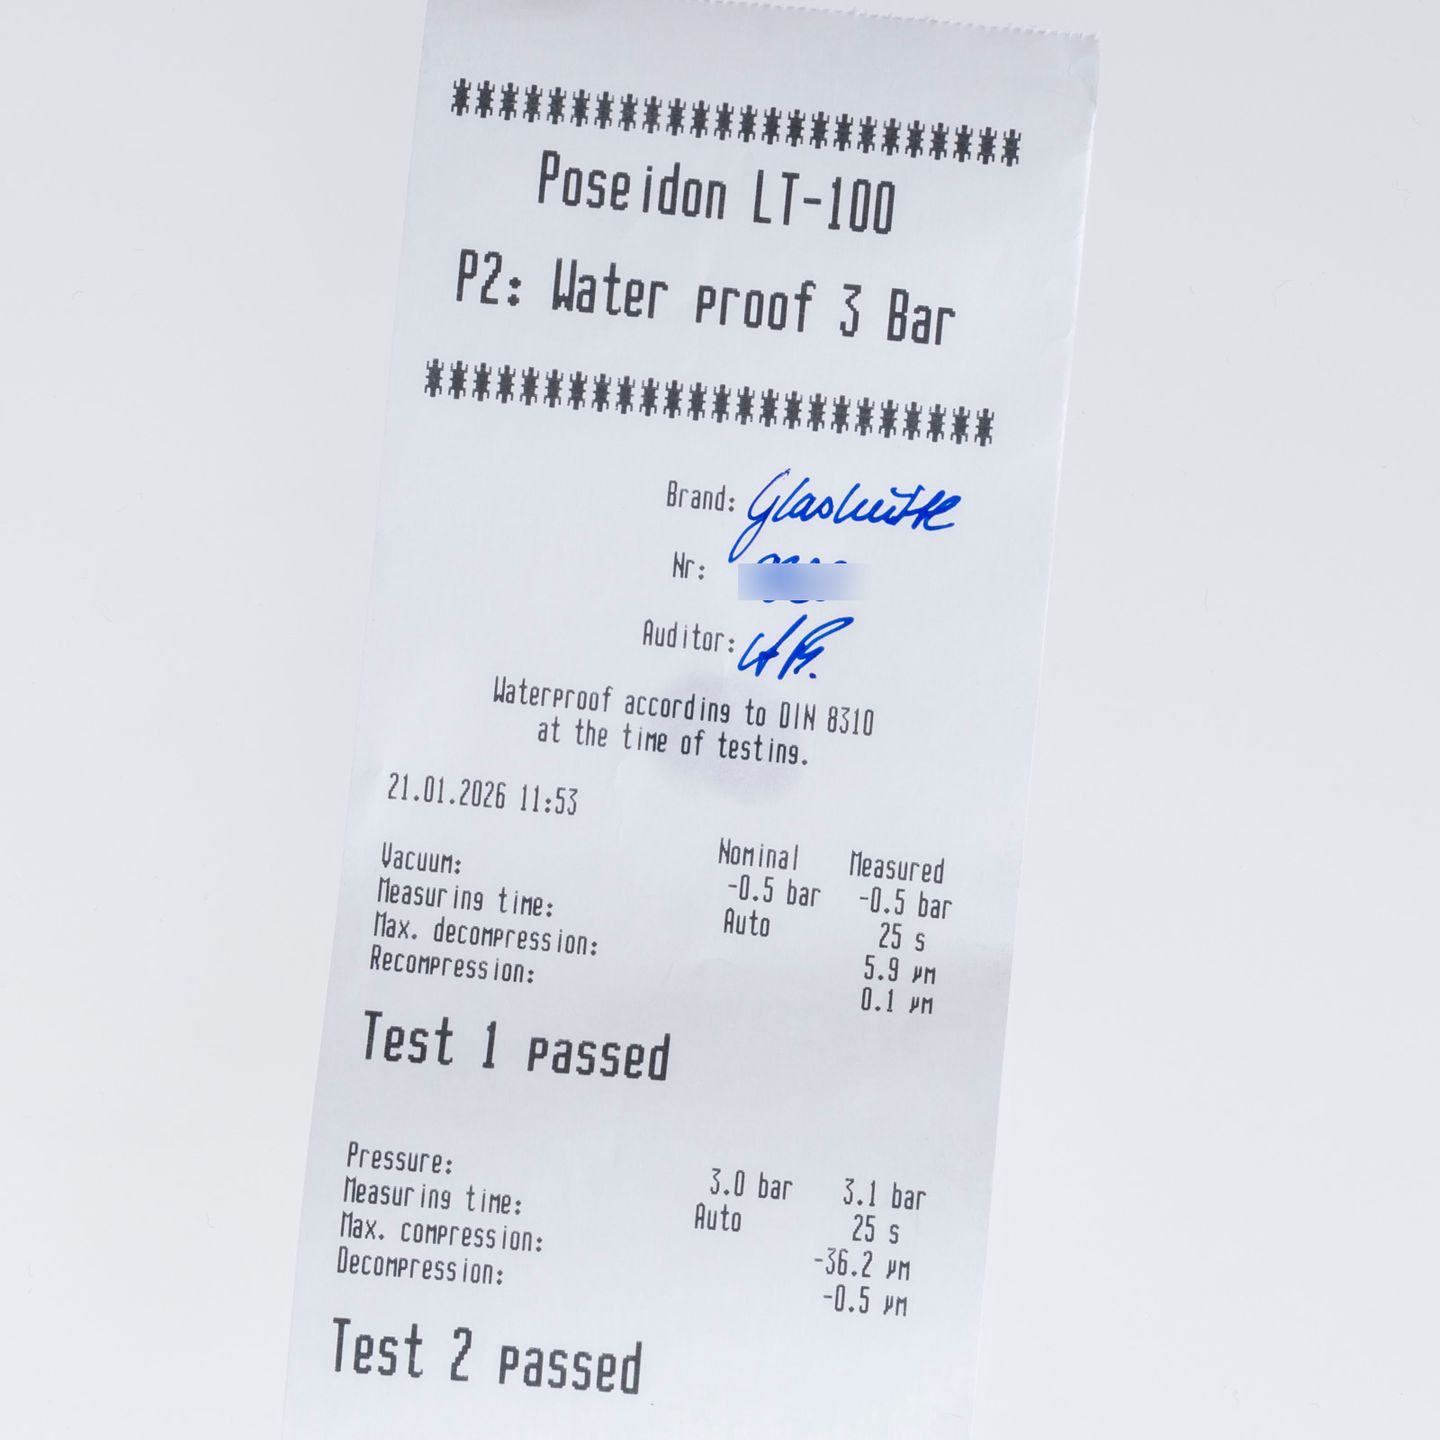 ************************
Poseidon LT-100
P2: Water proof 3 Bar
************************
Brand: Glashütte
Nr:
Auditor:
Waterproof according to DIN 8310
at the time of testing.
21.01.2026 11:53
Nominal Measured
Vacuum: -0.5 bar -0.5 bar
Measuring time: Auto 25 s
Max. decompression: 5.9 µm
Recompression: 0.1 µm
Test 1 passed
Pressure: 3.0 bar 3.1 bar
Measuring time: Auto 25 s
Max. compression: -36.2 µm
Decompression: -0.5 µm
Test 2 passed